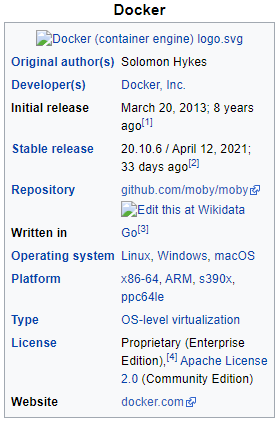 Docker
Docker (container engine) logo.svg
Original author(s) Solomon Hykes
Developer(s) Docker, Inc.
Initial release March 20, 2013; 8 years
ago[1]
Stable release 20.10.6 / April 12, 2021;
33 days ago[2]
Repository github.com/moby/moby
Edit this at Wikidata
Written in Go[3]
Operating system Linux, Windows, macOS
Platform x86-64, ARM, s390x,
ppc64le
Type OS-level virtualization
License Proprietary (Enterprise
Edition),[4] Apache License
2.0 (Community Edition)
Website docker.com